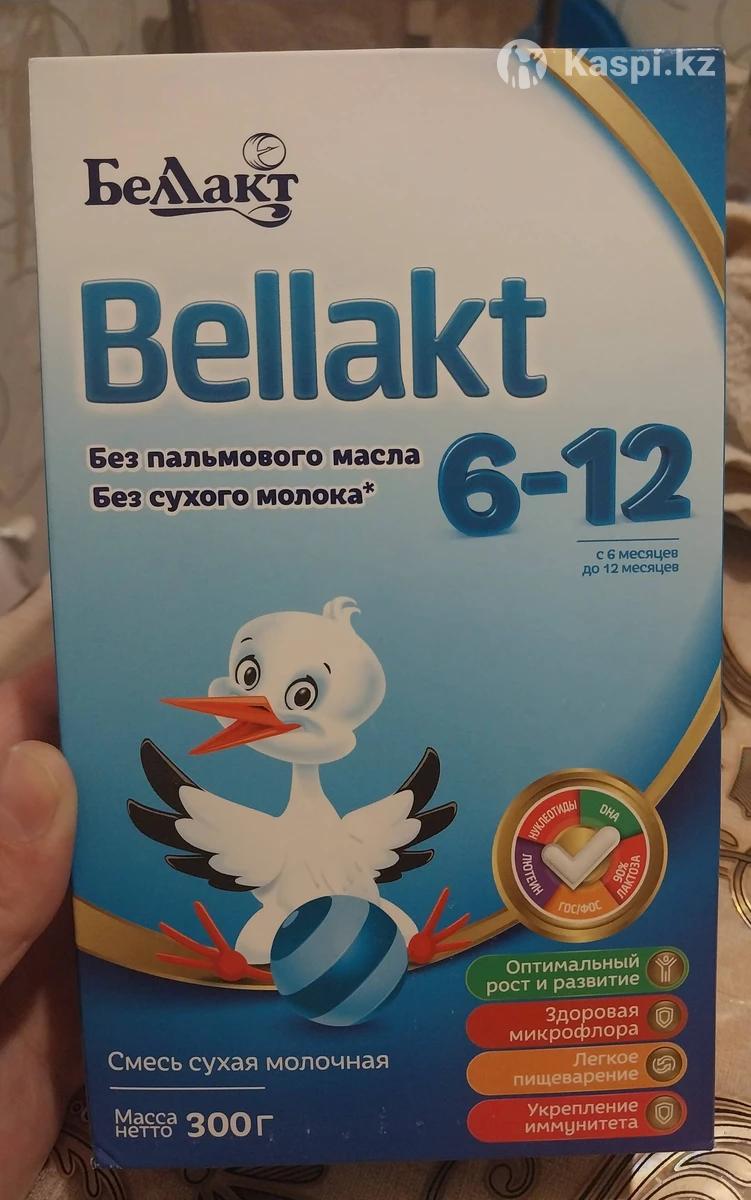 Kaspi.kz
Беллакт
Bellakt
Без пальмового масла
Без сухого молока*
6-12
с 6 месяцев
до 12 месяцев
НУКЛЕОТИДЫ
DHA
90%
ЛАКТОЗА
ГОС/ФОС
ЛЮТЕИН
Оптимальный
рост и развитие
Здоровая
микрофлора
Легкое
пищеварение
Укрепление
иммунитета
Смесь сухая молочная
Масса
нетто 300 г